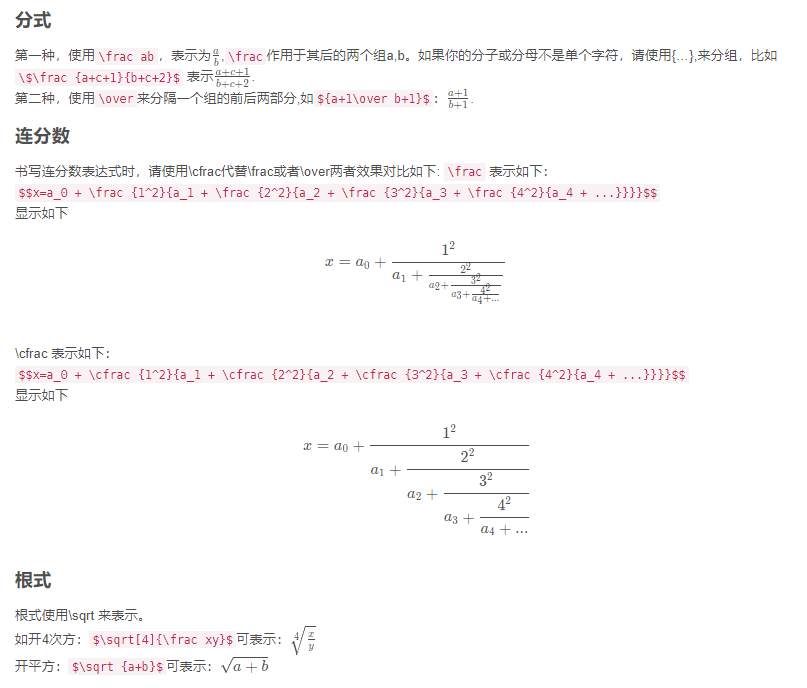 分式
第一种，使用 \frac ab ，表示为 a/b , \frac 作用于其后的两个组a,b。如果你的分子或分母不是单个字符，请使用{...},来分组，比如
\$\frac {a+c+1}{b+c+2}$ 表示 \frac{a+c+1}{b+c+2}.
第二种，使用 \over 来分隔一个组的前后两部分,如 ${a+1\over b+1}$ ： \frac{a+1}{b+1}.
连分数
书写连分数表达式时，请使用\cfrac代替\frac或者\over两者效果对比如下: \frac 表示如下：
$$x=a_0 + \frac {1^2}{a_1 + \frac {2^2}{a_2 + \frac {3^2}{a_3 + \frac {4^2}{a_4 + ...}}}}$$
显示如下
x = a_0 + \frac{1^2}{a_1 + \frac{2^2}{a_2 + \frac{3^2}{a_3 + \frac{4^2}{a_4 + ...}}}}
\cfrac 表示如下：
$$x=a_0 + \cfrac {1^2}{a_1 + \cfrac {2^2}{a_2 + \cfrac {3^2}{a_3 + \cfrac {4^2}{a_4 + ...}}}}$$
显示如下
x = a_0 + \cfrac{1^2}{a_1 + \cfrac{2^2}{a_2 + \cfrac{3^2}{a_3 + \cfrac{4^2}{a_4 + ...}}}}
根式
根式使用\sqrt 来表示。
如开4次方： $\sqrt[4]{\frac xy}$ 可表示： \sqrt[4]{\frac{x}{y}}
开平方： $\sqrt {a+b}$ 可表示： \sqrt{a+b}